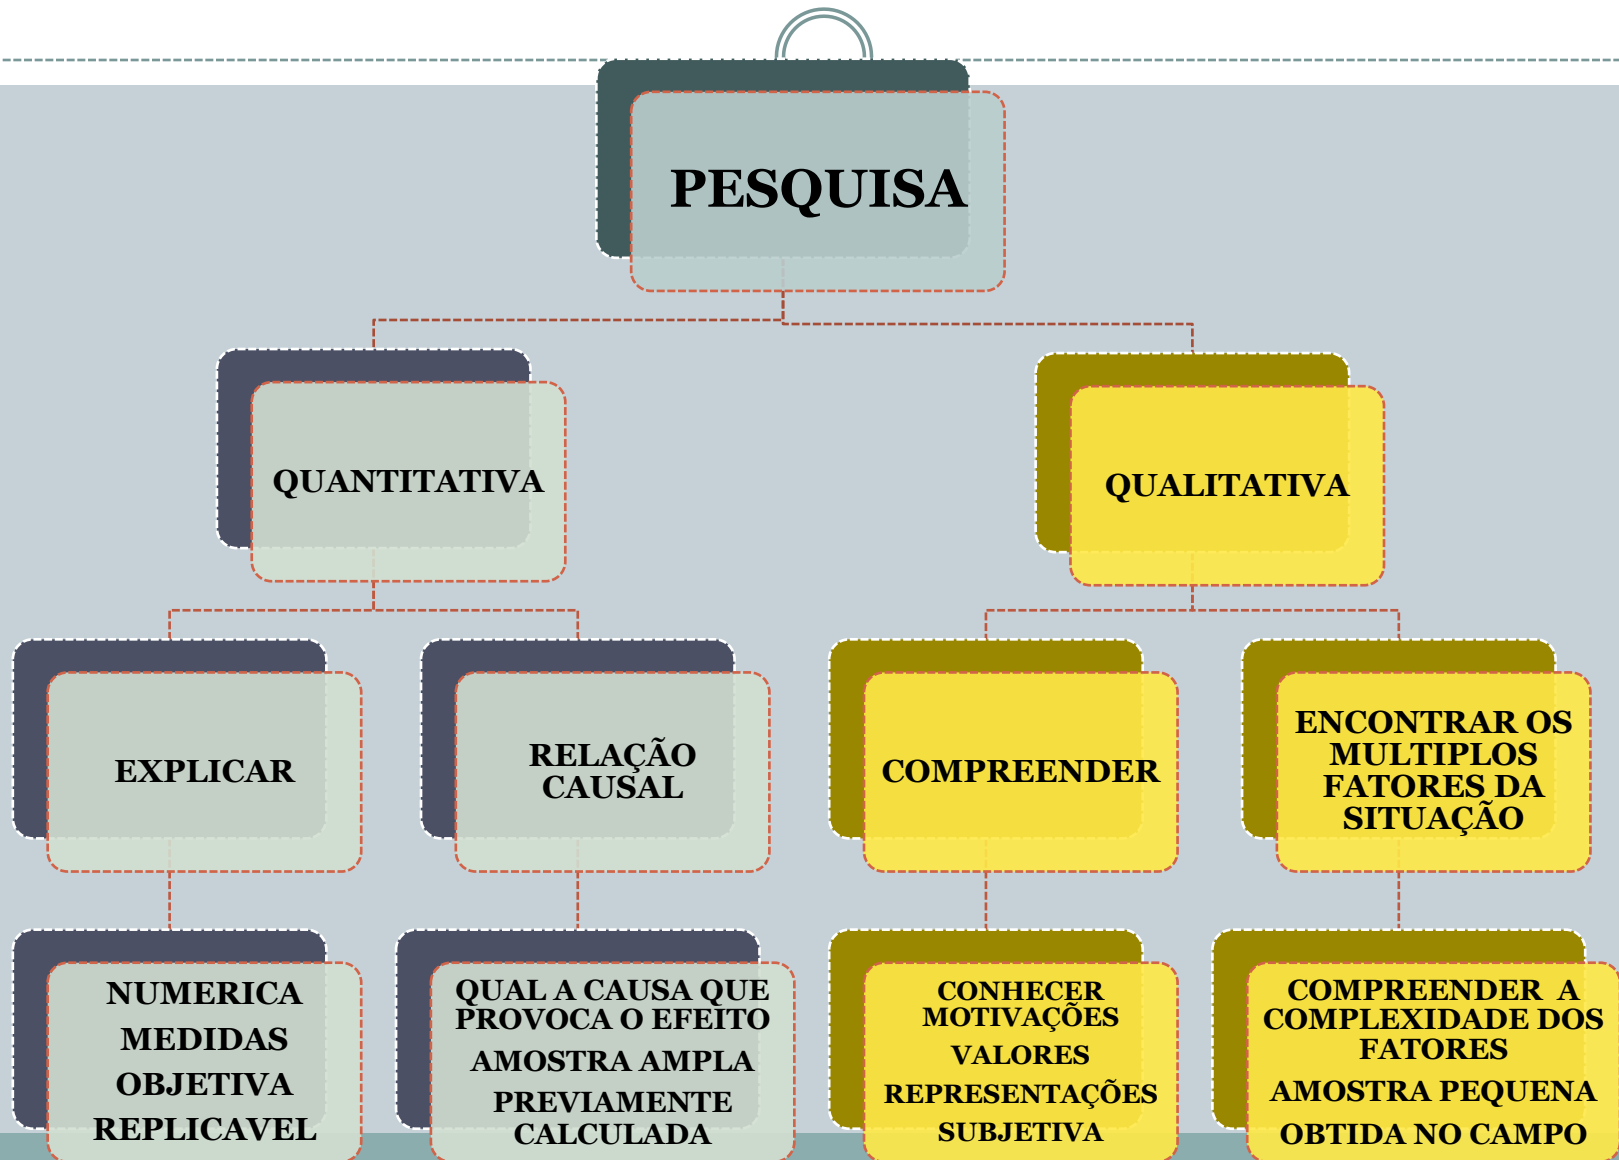 PESQUISA
QUANTITATIVA
QUALITATIVA
EXPLICAR
RELAÇÃO
CAUSAL
COMPREENDER
ENCONTRAR OS
MULTIPLOS
FATORES DA
SITUAÇÃO
NUMERICA
MEDIDAS
OBJETIVA
REPLICAVEL
QUAL A CAUSA QUE
PROVOCA O EFEITO
AMOSTRA AMPLA
PREVIAMENTE
CALCULADA
CONHECER
MOTIVAÇÕES
VALORES
REPRESENTAÇÕES
SUBJETIVA
COMPREENDER A
COMPLEXIDADE DOS
FATORES
AMOSTRA PEQUENA
OBTIDA NO CAMPO